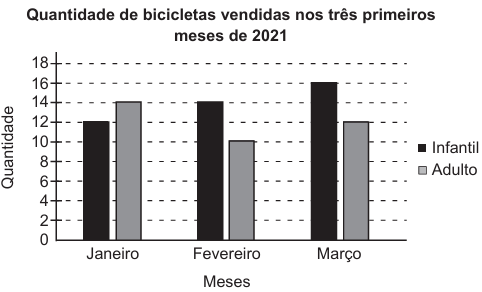 Quantidade de bicicletas vendidas nos três primeiros
meses de 2021
Quantidade
18
16
14
12
10
8
6
4
2
0
Janeiro
Fevereiro
Março
Meses
Infantil
Adulto